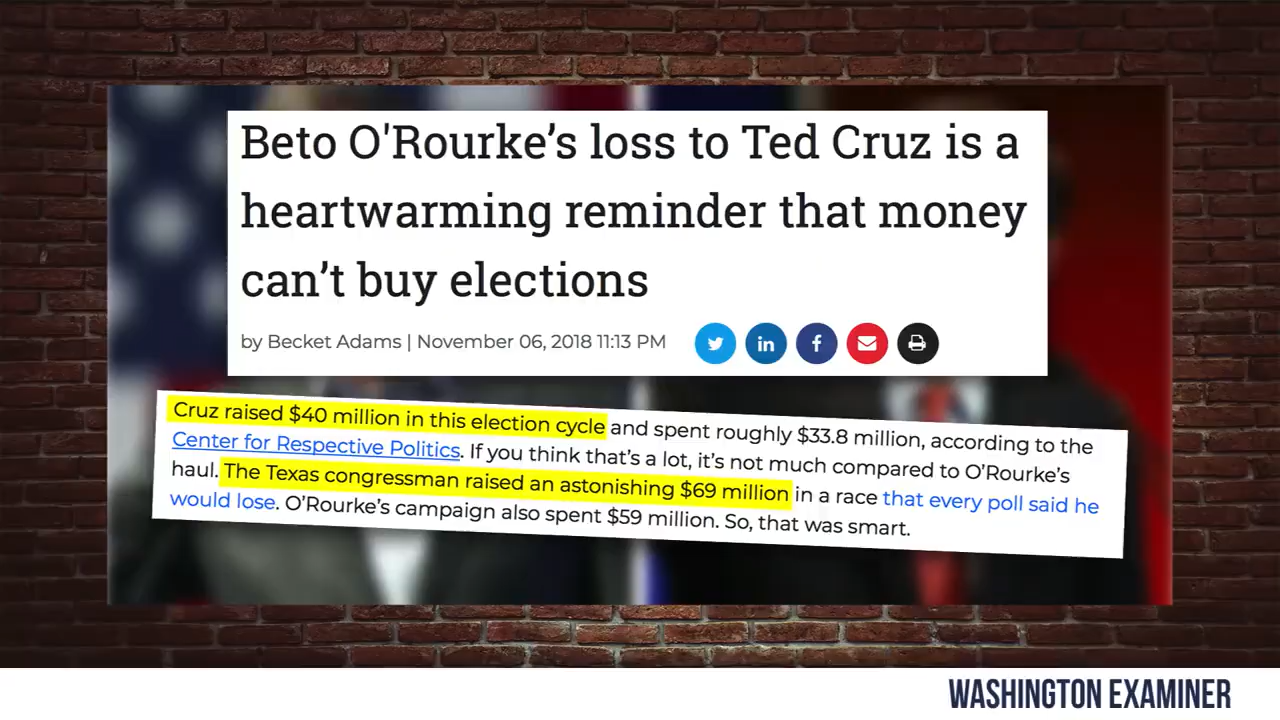 Beto O'Rourke’s loss to Ted Cruz is a
heartwarming reminder that money
can’t buy elections
by Becket Adams | November 06, 2018 11:13 PM
Cruz raised $40 million in this election cycle and spent roughly $33.8 million, according to the
Center for Respective Politics. If you think that’s a lot, it’s not much compared to O’Rourke’s
haul. The Texas congressman raised an astonishing $69 million in a race that every poll said he
would lose. O’Rourke’s campaign also spent $59 million. So, that was smart.
WASHINGTON EXAMINER